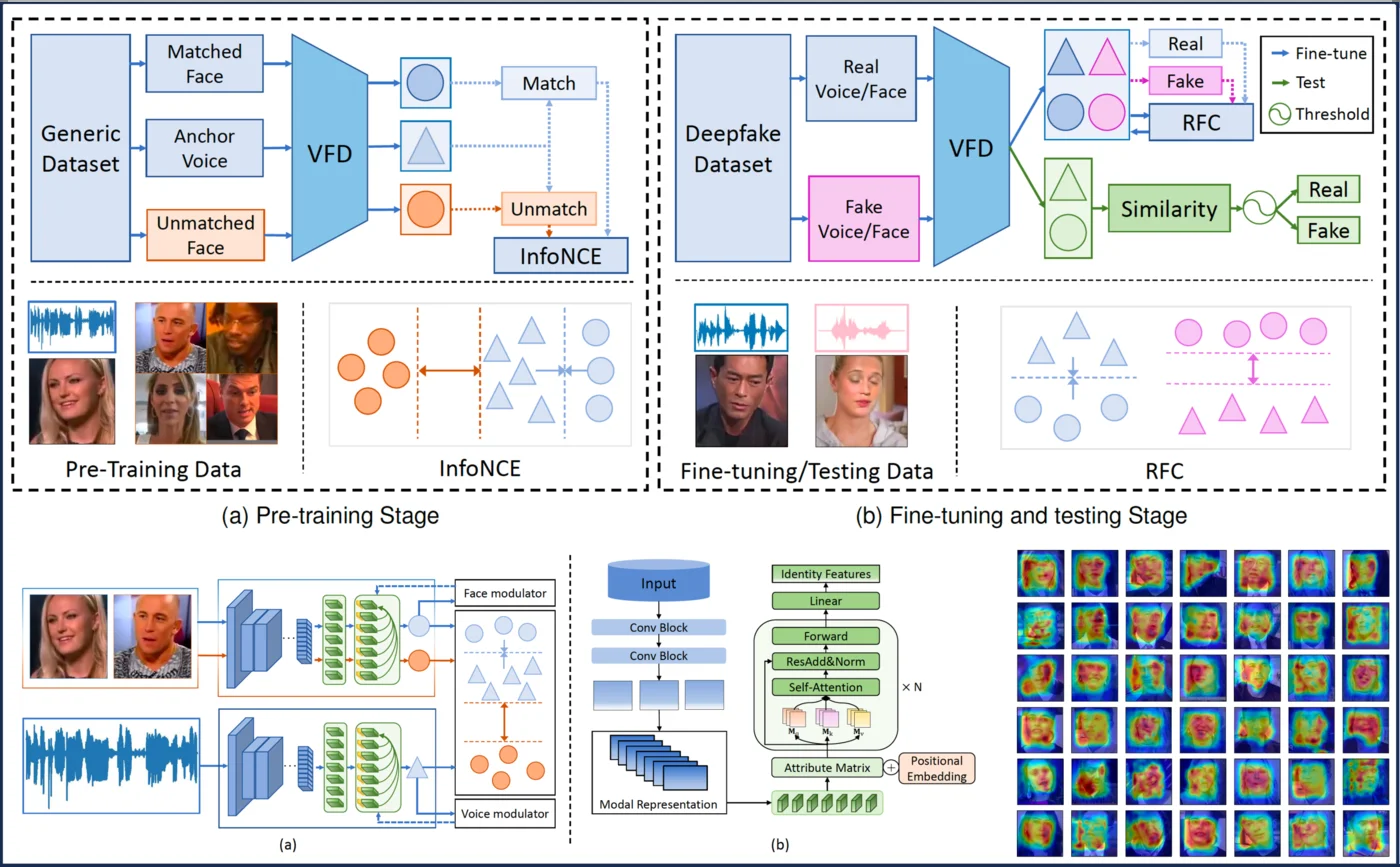 Generic
Dataset
Matched
Face
Anchor
Voice
Unmatched
Face
VFD
Match
Unmatch
InfoNCE
Pre-Training Data
InfoNCE
(a) Pre-training Stage
Deepfake
Dataset
Real
Voice/Face
Fake
Voice/Face
VFD
Real
Fake
RFC
Fine-tune
Test
Threshold
Similarity
Real
Fake
Fine-tuning/Testing Data
RFC
(b) Fine-tuning and testing Stage
Face modulator
Voice modulator
(a)
Input
Conv Block
Conv Block
Modal Representation
Identity Features
Linear
Forward
ResAdd&Norm
Self-Attention
× N
Attribute Matrix
Positional
Embedding
(b)